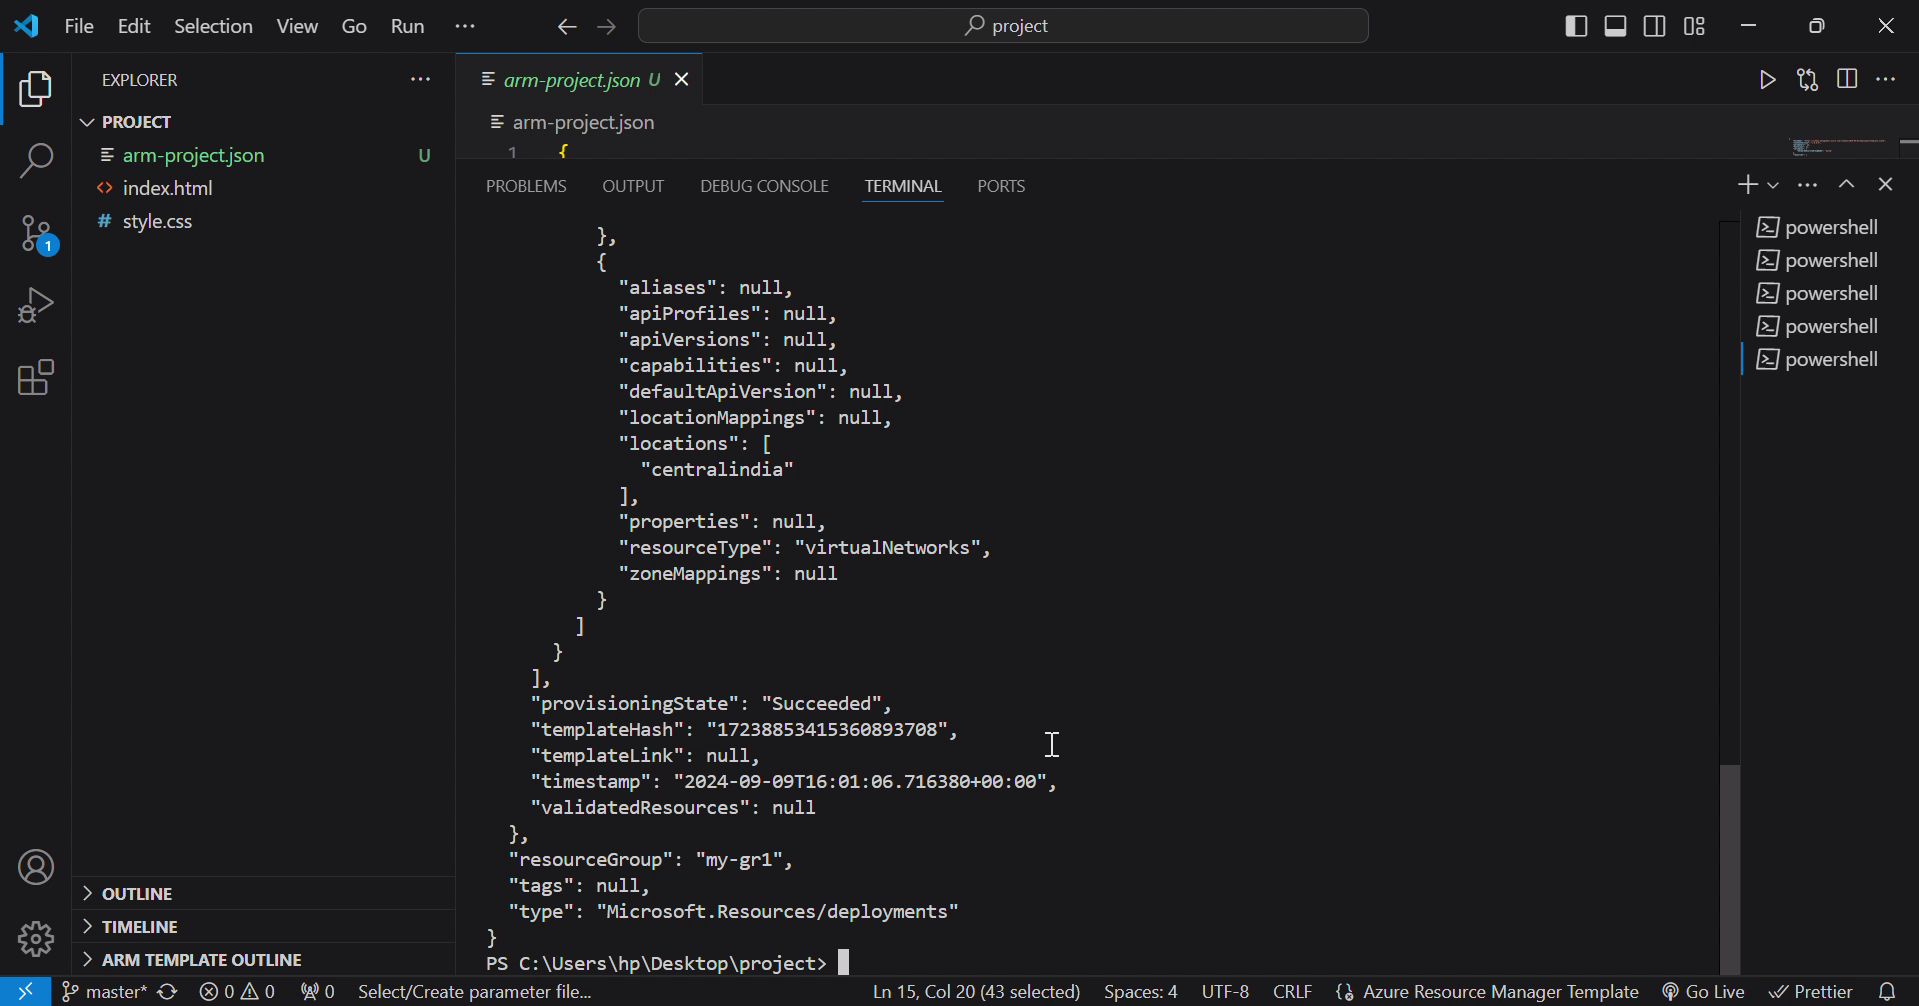 File Edit Selection View Go Run ··· project
EXPLORER
PROJECT
arm-project.json U
index.html
style.css
OUTLINE
TIMELINE
ARM TEMPLATE OUTLINE
arm-project.json U
arm-project.json
1 {
PROBLEMS OUTPUT DEBUG CONSOLE TERMINAL PORTS
},
{
"aliases": null,
"apiProfiles": null,
"apiVersions": null,
"capabilities": null,
"defaultApiVersion": null,
"locationMappings": null,
"locations": [
"centralindia"
],
"properties": null,
"resourceType": "virtualNetworks",
"zoneMappings": null
}
]
}
],
"provisioningState": "Succeeded",
"templateHash": "17238853415360893708",
"templateLink": null,
"timestamp": "2024-09-09T16:01:06.716380+00:00",
"validatedResources": null
},
"resourceGroup": "my-gr1",
"tags": null,
"type": "Microsoft.Resources/deployments"
}
PS C:\Users\hp\Desktop\project>
powershell
powershell
powershell
powershell
powershell
1
master* 0 0 0 Select/Create parameter file... Ln 15, Col 20 (43 selected) Spaces: 4 UTF-8 CRLF Azure Resource Manager Template Go Live Prettier